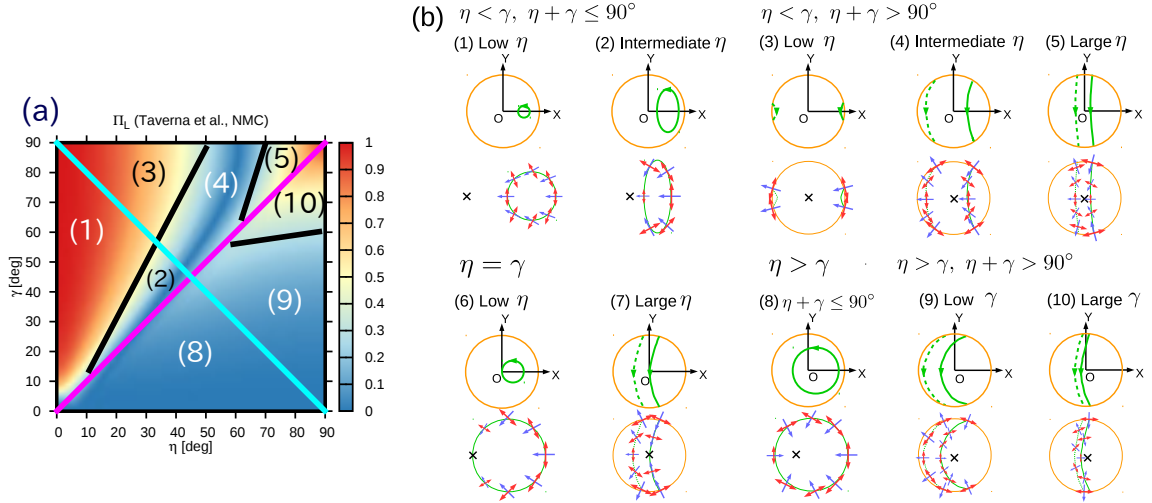 (a)
Π_L (Taverna et al., NMC)
90
80
70
60
50
40
30
20
10
0
γ [deg]
0 10 20 30 40 50 60 70 80 90
η [deg]
1
0.9
0.8
0.7
0.6
0.5
0.4
0.3
0.2
0.1
0
(1)
(2)
(3)
(4)
(5)
(8)
(9)
(10)
(b)
η < γ, η + γ ≤ 90°
(1) Low η
Y
O
X
(2) Intermediate η
Y
O
X
η < γ, η + γ > 90°
(3) Low η
Y
O
X
(4) Intermediate η
Y
O
X
(5) Large η
Y
O
X
η = γ
(6) Low η
Y
O
X
(7) Large η
Y
O
X
η > γ
(8) η + γ ≤ 90°
Y
O
X
η > γ, η + γ > 90°
(9) Low γ
Y
O
X
(10) Large γ
Y
O
X